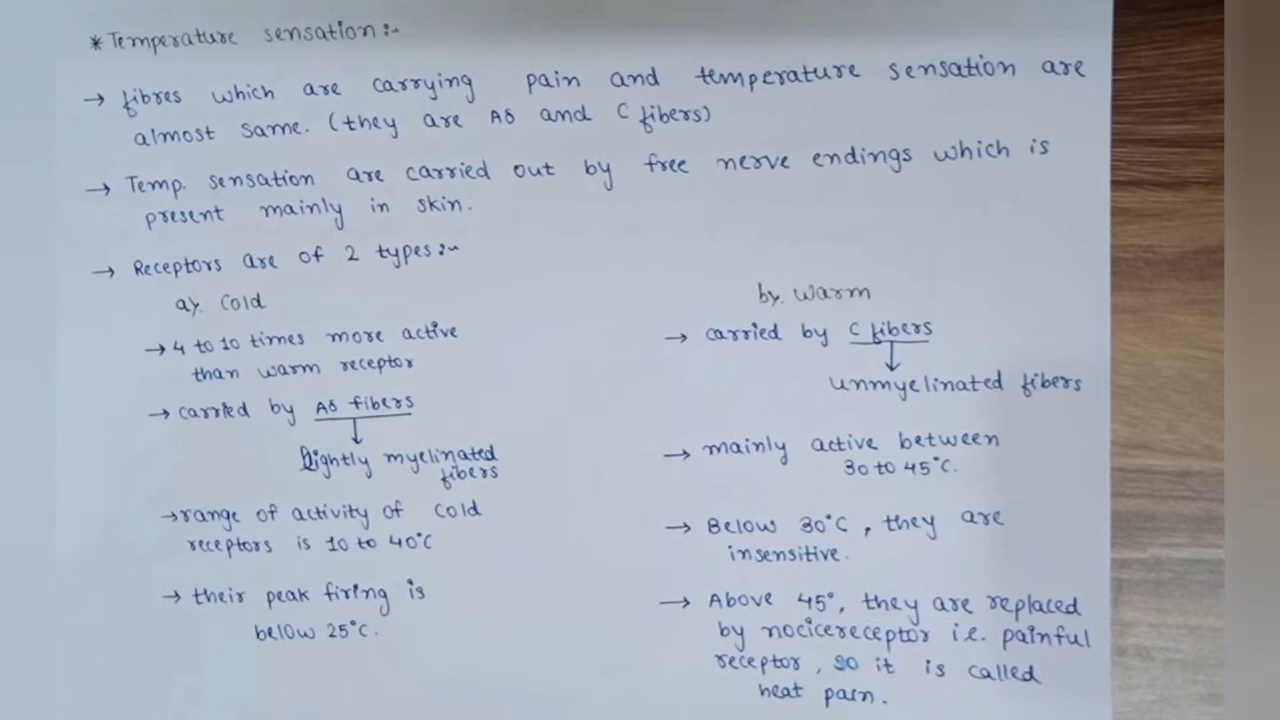 * Temperature sensation:-
→ fibres which are carrying pain and temperature sensation are
almost same. (they are Aδ and C fibers)
→ Temp. sensation are carried out by free nerve endings which is
present mainly in skin.
→ Receptors are of 2 types:-
a). Cold
→ 4 to 10 times more active
than warm receptor
→ carried by Aδ fibers
↓
Lightly myelinated
fibers
→ range of activity of cold
receptors is 10 to 40°C
→ their peak firing is
below 25°C.
b). Warm
→ carried by C fibers
↓
Unmyelinated fibers
→ mainly active between
30 to 45°C.
→ Below 30°C, they are
insensitive.
→ Above 45°, they are replaced
by nocicereceptor i.e. painful
receptor, so it is called
heat pain.